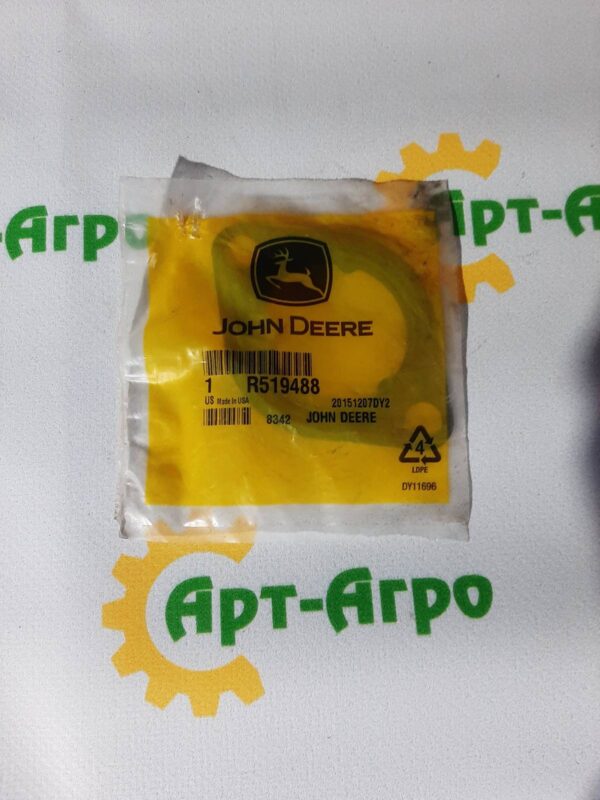 Арт-Агро
-Агро
JOHN DEERE
1 R519488
US Made In USA 20151207DY2
8342 JOHN DEERE
4
LDPE
DY11696
Арт-Агро